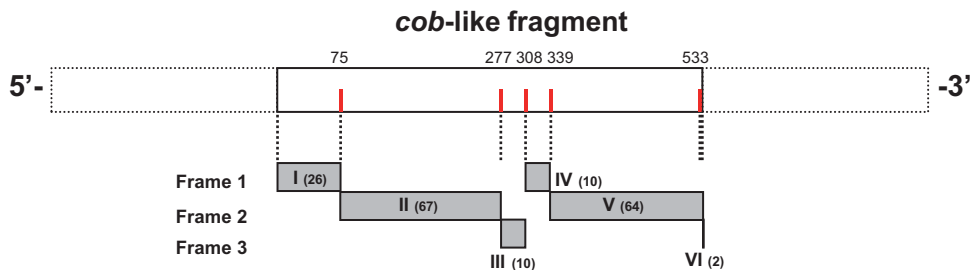 cob-like fragment
75 277 308 339 533
5’- -3’
Frame 1 I (26) IV (10)
Frame 2 II (67) V (64)
Frame 3 III (10) VI (2)